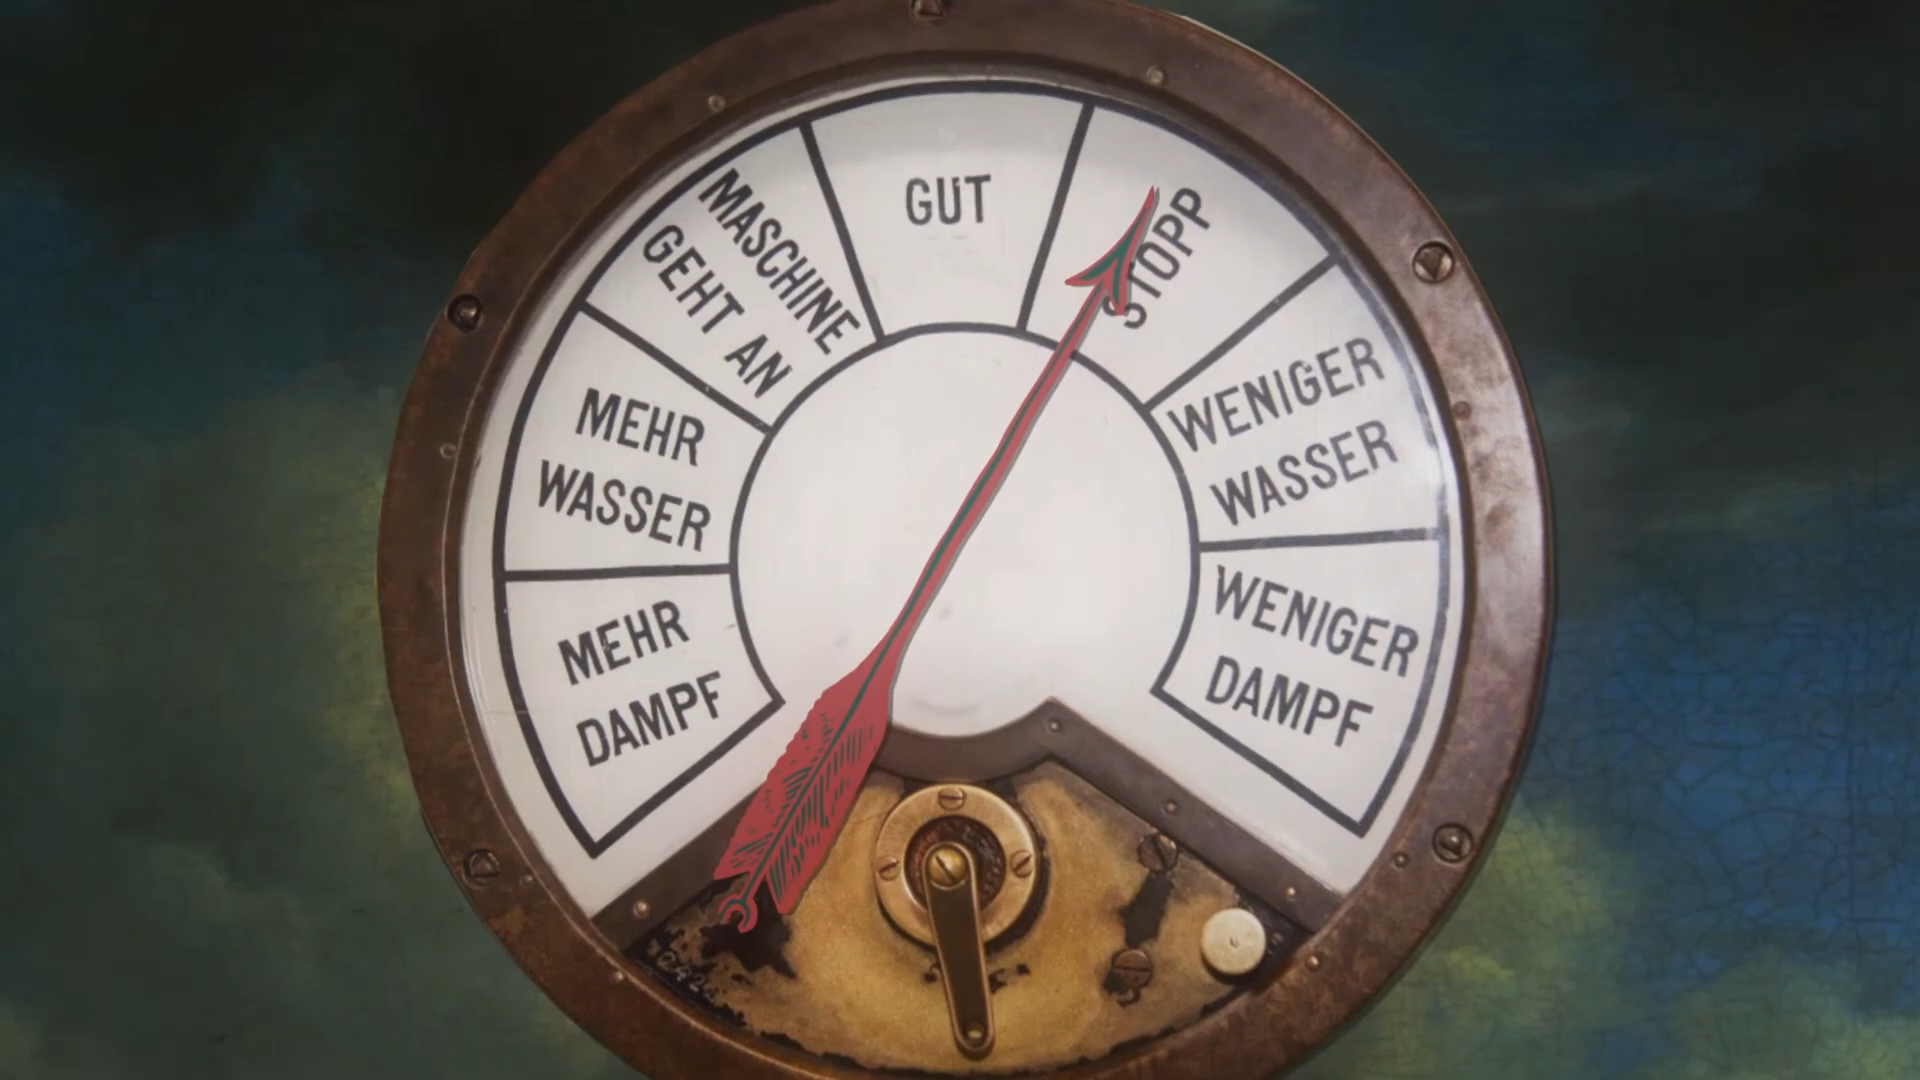 MEHR
DAMPF
MEHR
WASSER
MASCHINE
GEHT AN
GUT
STOPP
WENIGER
WASSER
WENIGER
DAMPF